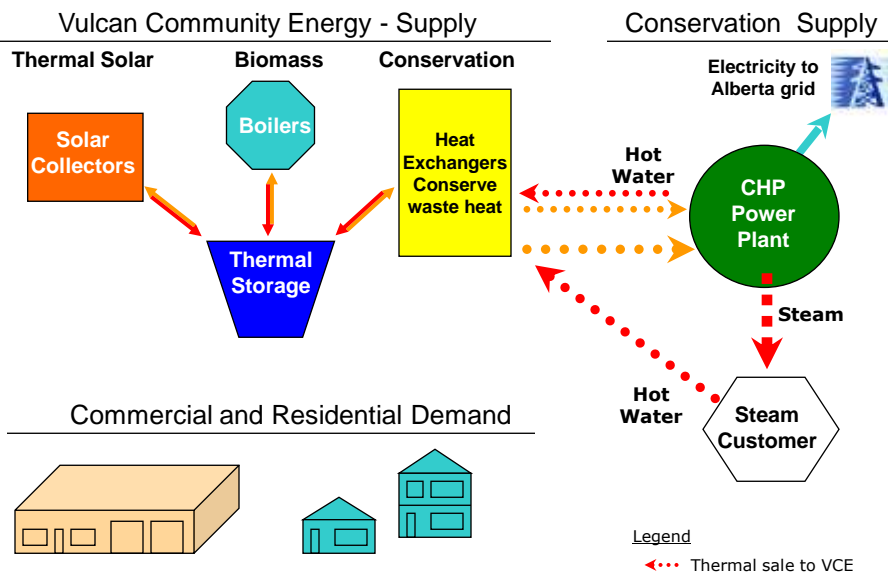 Vulcan Community Energy - Supply
Conservation  Supply
Thermal Solar
Biomass
Conservation
Electricity to
Alberta grid
Solar
Collectors
Boilers
Heat
Exchangers
Conserve
waste heat
Hot
Water
CHP
Power
Plant
Thermal
Storage
Steam
Hot
Water
Steam
Customer
Commercial and Residential Demand
Legend
Thermal sale to VCE